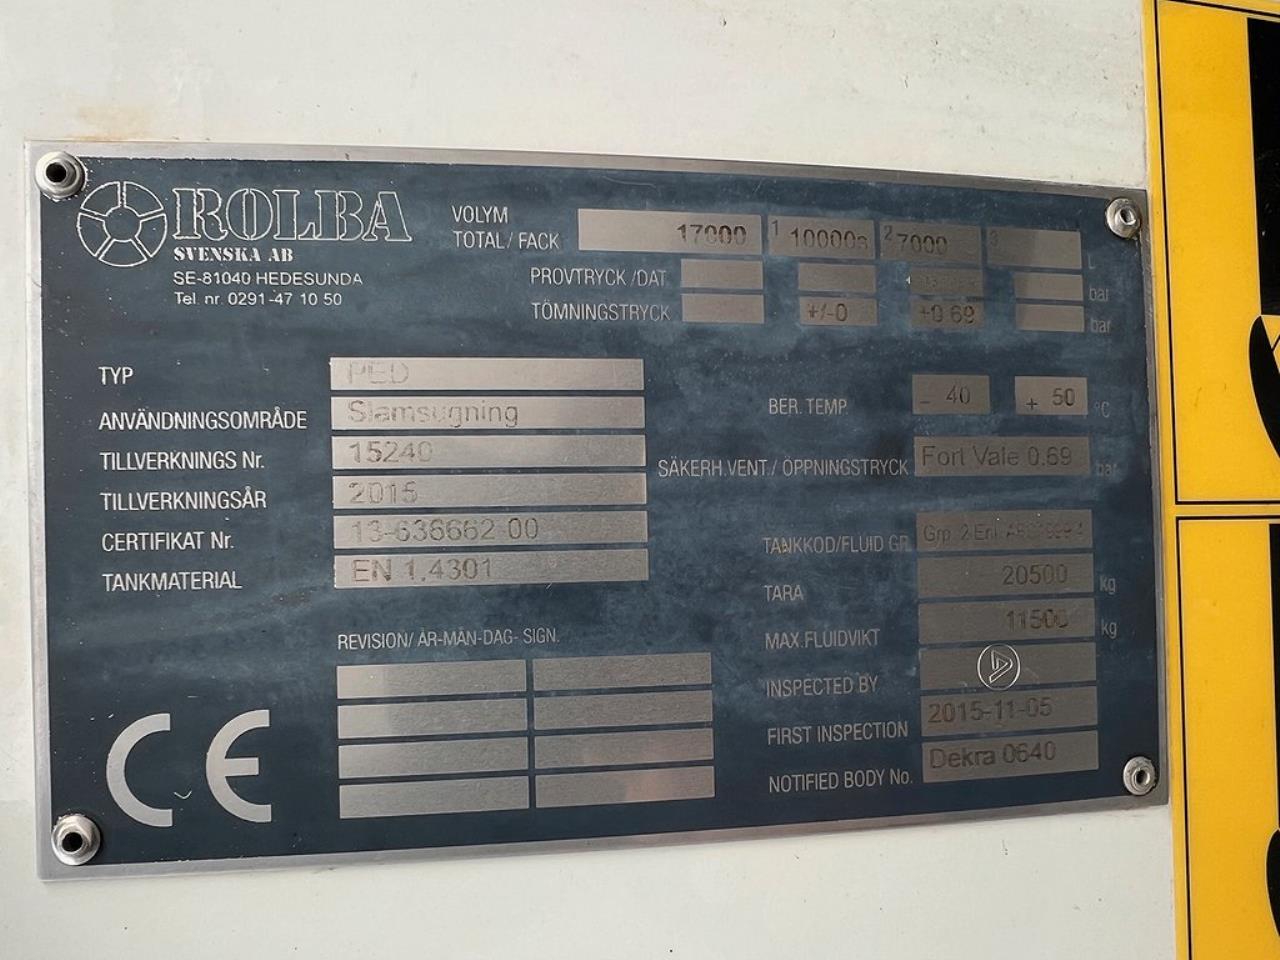 ROLBA
SVENSKA AB
SE-81040 HEDESUNDA
Tel. nr. 0291-47 10 50
VOLYM
TOTAL / FACK 17000 1 10000s 2 7000 3 L
PROVTRYCK / DAT. bar
TÖMNINGSTRYCK +/-0 +0.69 bar
TYP PED
ANVÄNDNINGSOMRÅDE Slamsugning
TILLVERKNINGS Nr. 15240
TILLVERKNINGSÅR 2015
CERTIFIKAT Nr. 13-636662-00
TANKMATERIAL EN 1.4301
BER. TEMP. - 40 + 50 °C
SÄKERH.VENT. / ÖPPNINGSTRYCK Fort Vale 0.69 bar
TANKKOD/FLUID GR. Grp. 2 Enl.
TARA 20500 kg
MAX.FLUIDVIKT 11500 kg
INSPECTED BY
FIRST INSPECTION 2015-11-05
NOTIFIED BODY No. Dekra 0640
REVISION/ ÅR-MÅN-DAG- SIGN.
CE